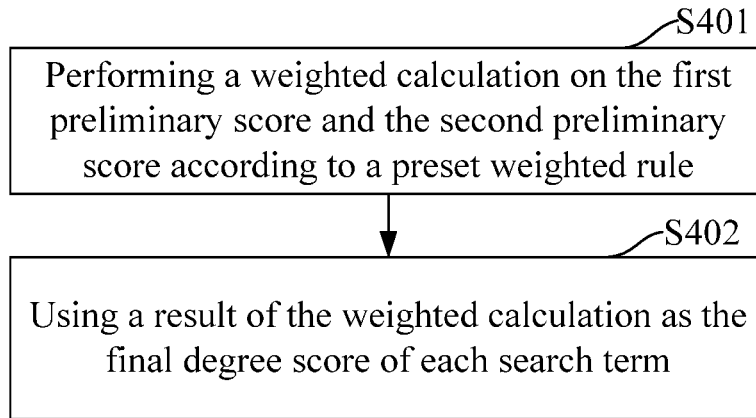 S401
Performing a weighted calculation on the first
preliminary score and the second preliminary
score according to a preset weighted rule
S402
Using a result of the weighted calculation as the
final degree score of each search term